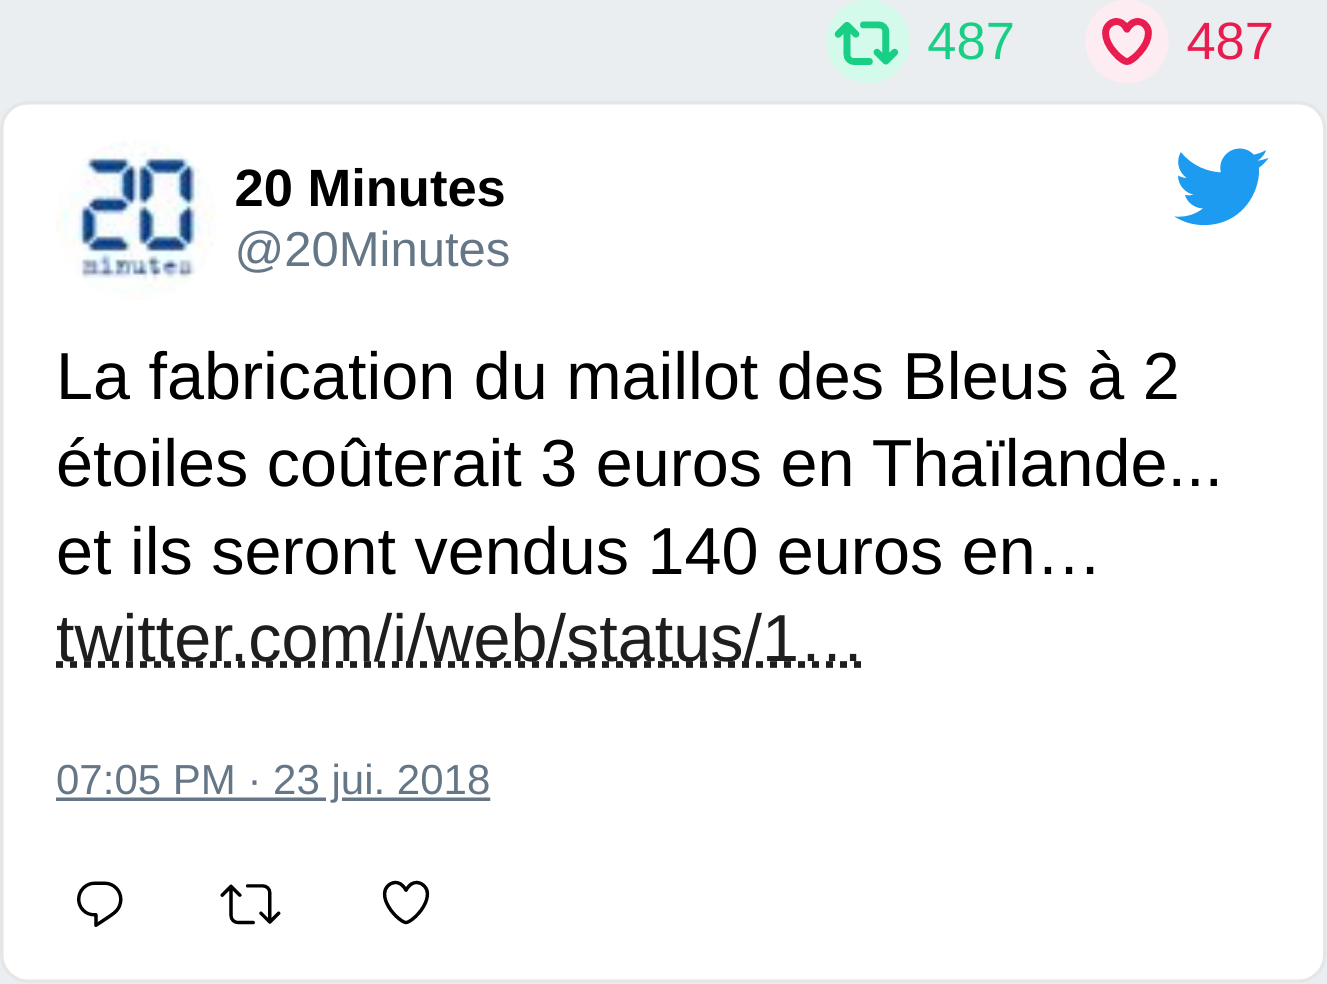 487 487
20
minutes
20 Minutes
@20Minutes
La fabrication du maillot des Bleus à 2
étoiles coûterait 3 euros en Thaïlande...
et ils seront vendus 140 euros en…
twitter.com/i/web/status/1…
07:05 PM · 23 jui. 2018